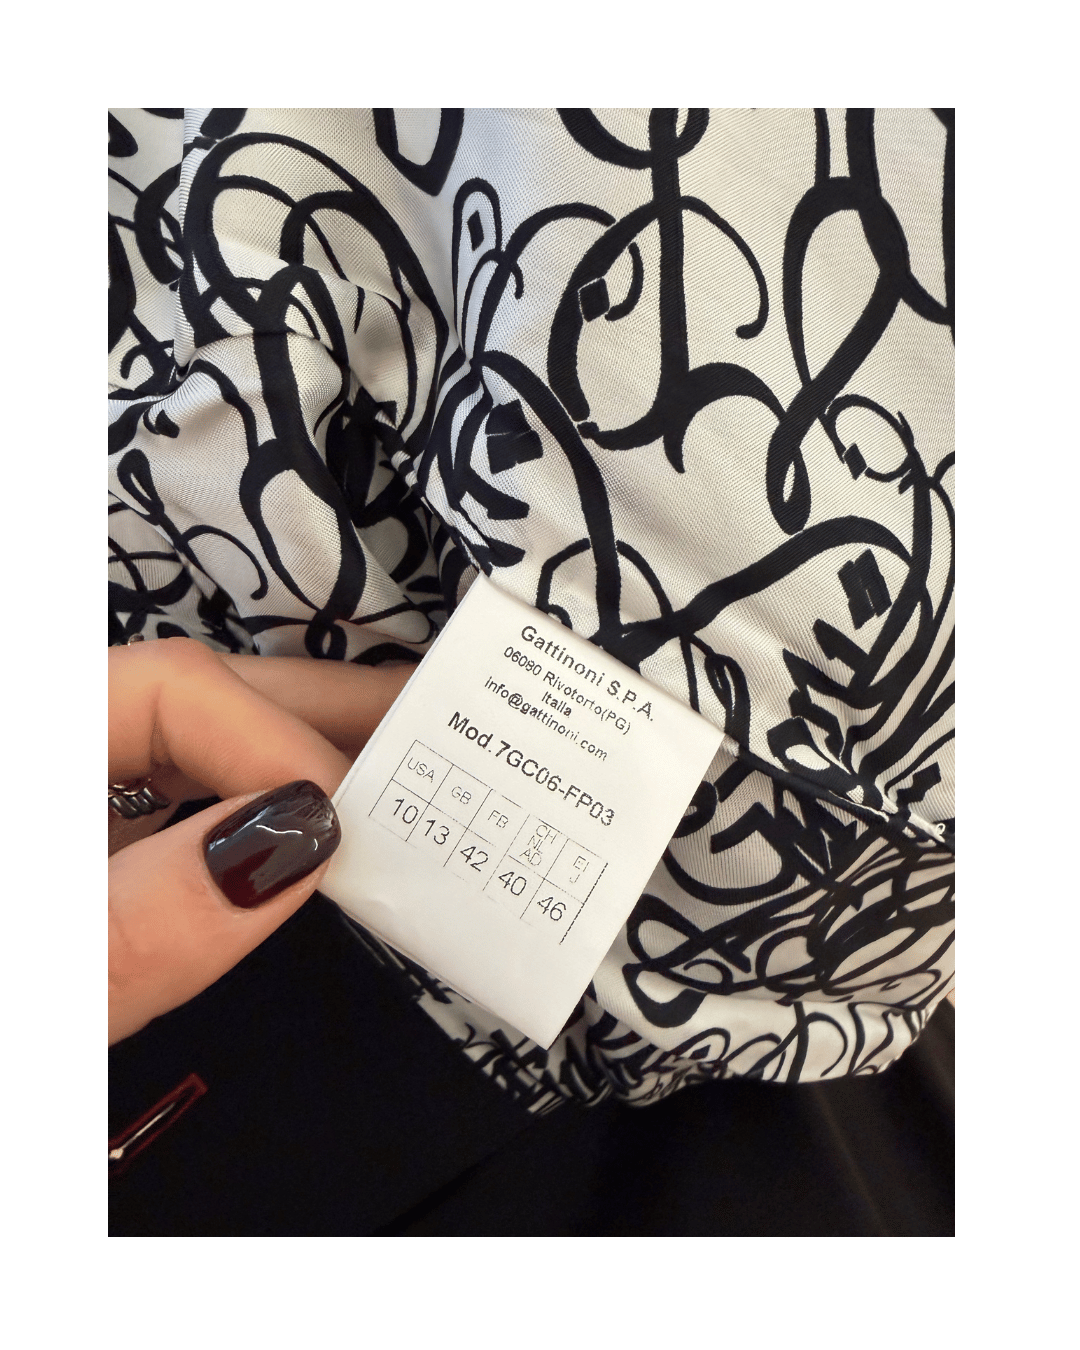 Gattinoni S.P.A.
06080 Rivotorto(PG)
Italia
info@gattinoni.com
Mod.7GC06-FP03
USA GB FB CH NL AD EI J
10 13 42 40 46